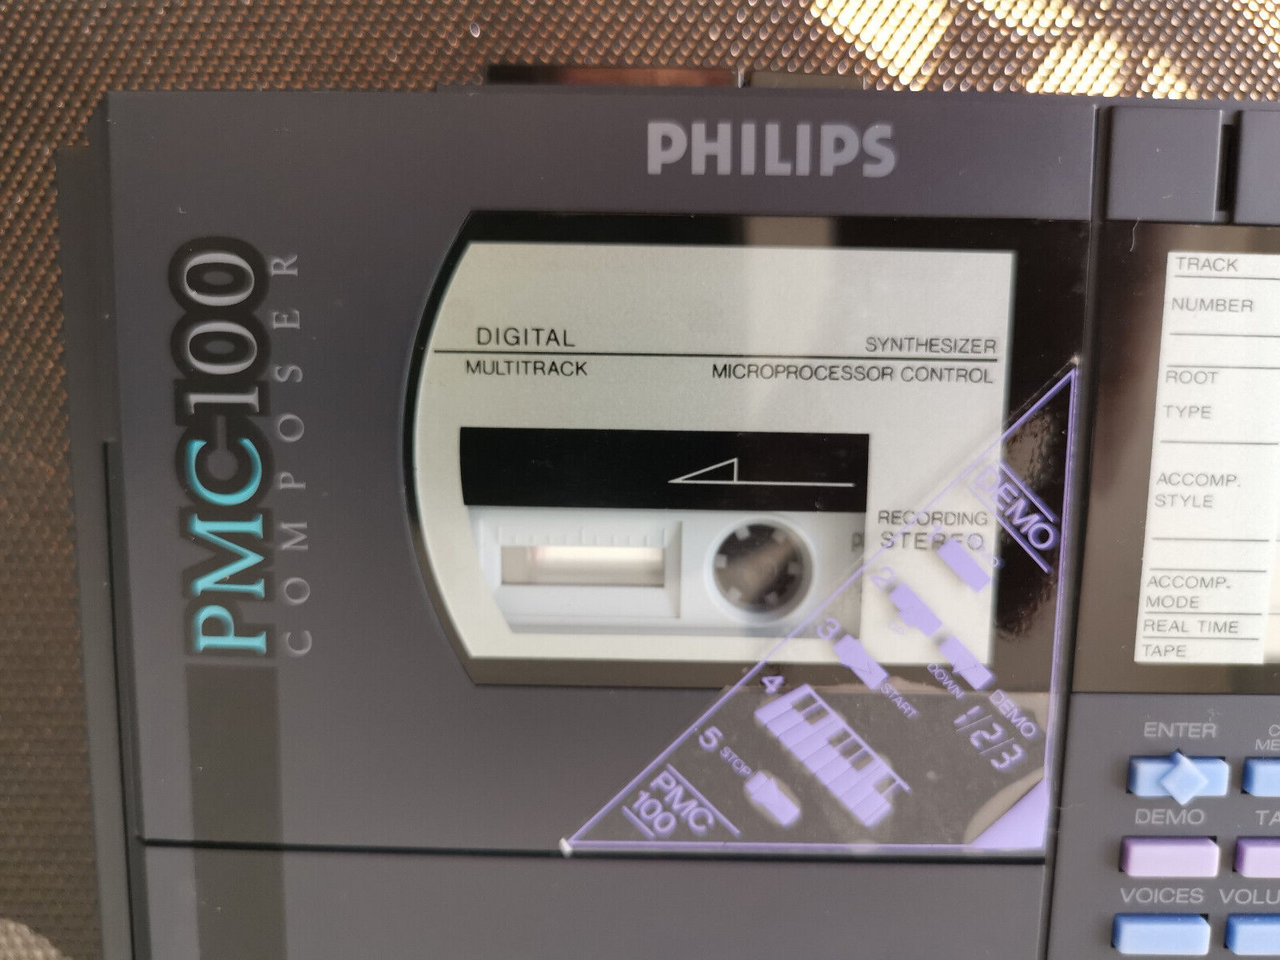 PHILIPS
PMC-100
COMPOSER
DIGITAL
MULTITRACK
SYNTHESIZER
MICROPROCESSOR CONTROL
RECORDING
STEREO
DEMO
2
3
START
DOWN
DEMO
1/2/3
4
5 STOP
PMC
100
TRACK
NUMBER
ROOT
TYPE
ACCOMP.
STYLE
ACCOMP.
MODE
REAL TIME
TAPE
ENTER
DEMO
VOICES